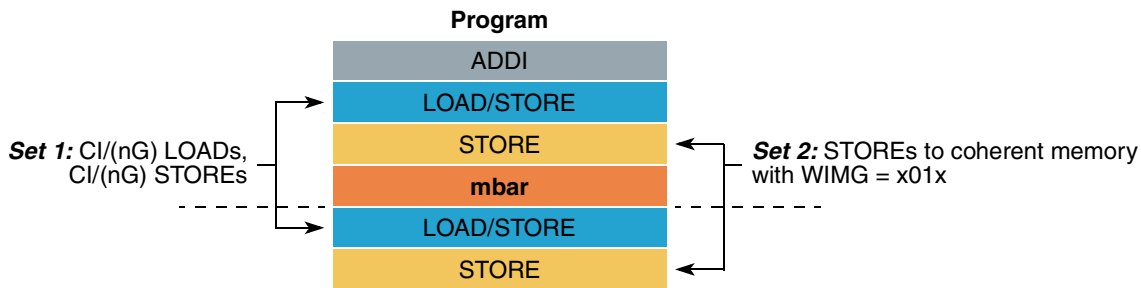 Program
ADDI
LOAD/STORE
STORE
mbar
LOAD/STORE
STORE
Set 1: CI/(nG) LOADs,
CI/(nG) STOREs
Set 2: STOREs to coherent memory
with WIMG = x01x